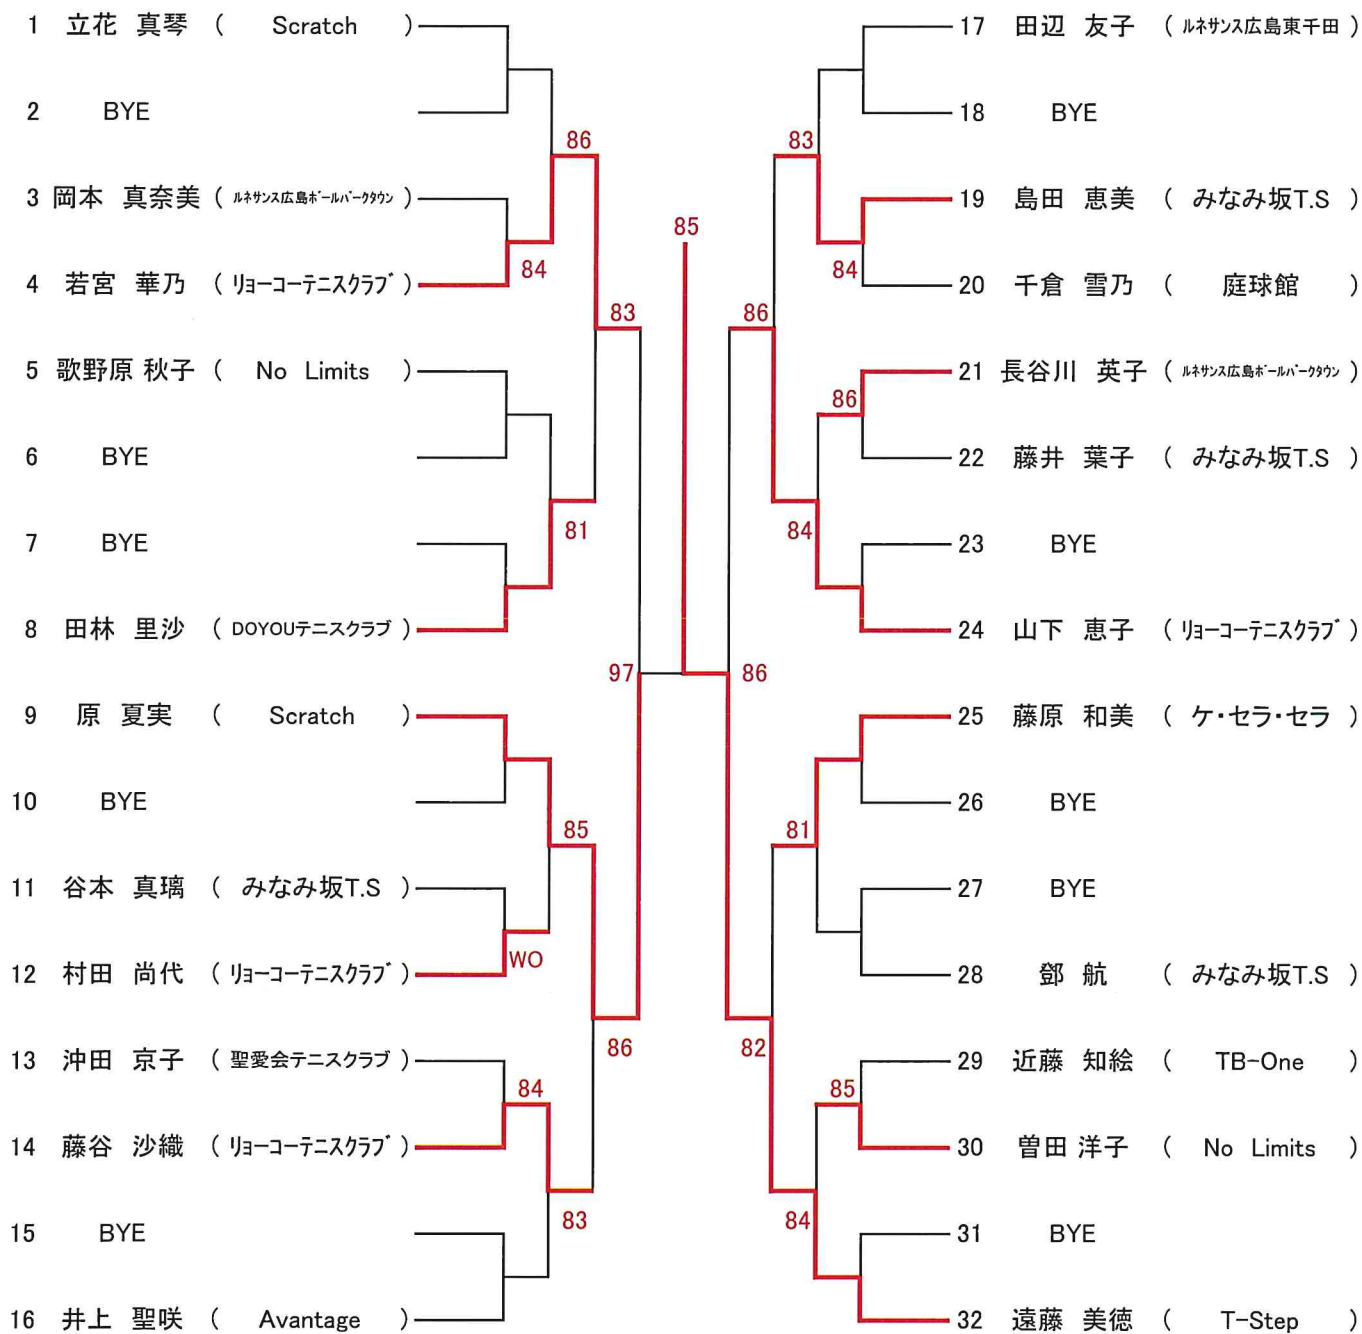 1 立花 真琴 ( Scratch )
2 BYE
86
3 岡本 真奈美 ( ルネサンス広島ボールパークタウン )
84
4 若宮 華乃 ( リョーコーテニスクラブ )
83
5 歌野原 秋子 ( No Limits )
6 BYE
81
7 BYE
8 田林 里沙 ( DOYOUテニスクラブ )
97
9 原 夏実 ( Scratch )
10 BYE
85
11 谷本 真璃 ( みなみ坂T.S )
WO
12 村田 尚代 ( リョーコーテニスクラブ )
86
13 沖田 京子 ( 聖愛会テニスクラブ )
84
14 藤谷 沙織 ( リョーコーテニスクラブ )
83
15 BYE
16 井上 聖咲 ( Avantage )
85
17 田辺 友子 ( ルネサンス広島東千田 )
18 BYE
83
19 島田 恵美 ( みなみ坂T.S )
84
20 千倉 雪乃 ( 庭球館 )
86
21 長谷川 英子 ( ルネサンス広島ボールパークタウン )
86
22 藤井 葉子 ( みなみ坂T.S )
84
23 BYE
24 山下 恵子 ( リョーコーテニスクラブ )
86
25 藤原 和美 ( ケ・セラ・セラ )
26 BYE
81
27 BYE
28 鄧 航 ( みなみ坂T.S )
82
29 近藤 知絵 ( TB-One )
85
30 曽田 洋子 ( No Limits )
84
31 BYE
32 遠藤 美徳 ( T-Step )